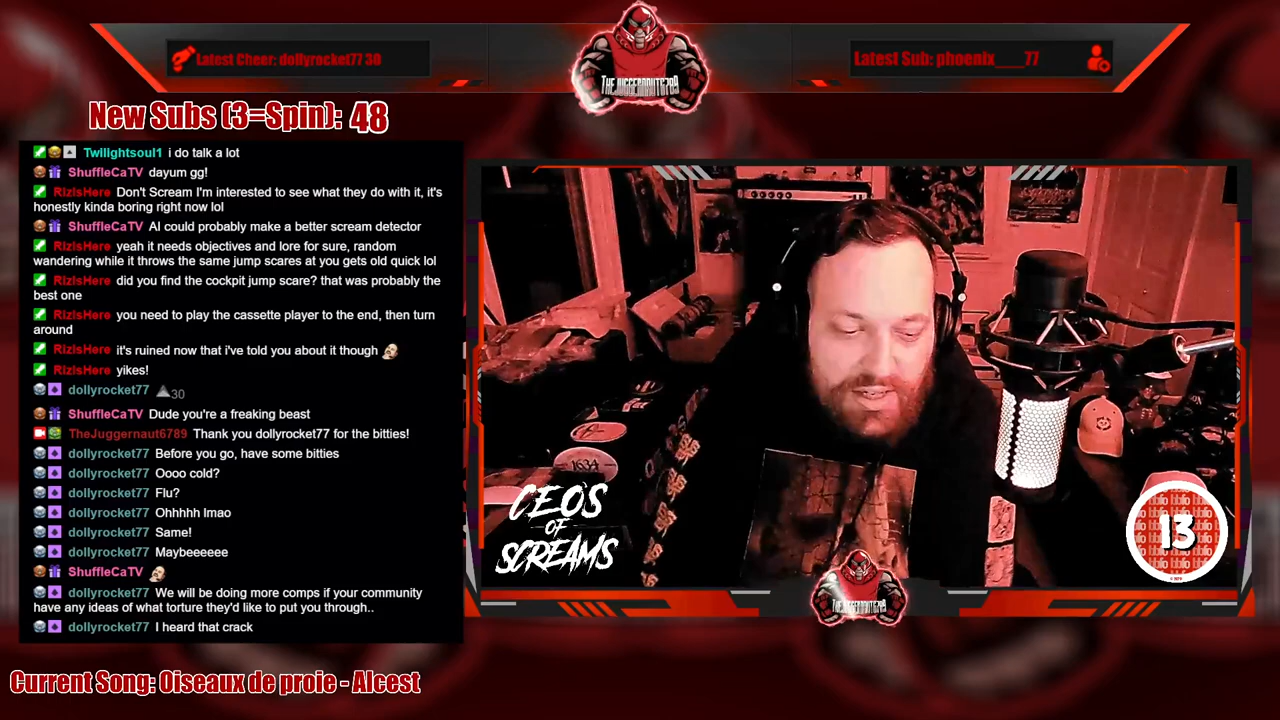 Latest Cheer: dollyrocket77 30
THEJUGGERNAUT6789
Latest Sub: phoenix___77
New Subs (3=Spin): 48
Twilightsoul1 i do talk a lot
ShuffleCaTV dayum gg!
RizIsHere Don't Scream I'm interested to see what they do with it, it's
honestly kinda boring right now lol
ShuffleCaTV AI could probably make a better scream detector
RizIsHere yeah it needs objectives and lore for sure, random
wandering while it throws the same jump scares at you gets old quick lol
RizIsHere did you find the cockpit jump scare? that was probably the
best one
RizIsHere you need to play the cassette player to the end, then turn
around
RizIsHere it's ruined now that i've told you about it though
RizIsHere yikes!
dollyrocket77 30
ShuffleCaTV Dude you're a freaking beast
TheJuggernaut6789 Thank you dollyrocket77 for the bitties!
dollyrocket77 Before you go, have some bitties
dollyrocket77 Oooo cold?
dollyrocket77 Flu?
dollyrocket77 Ohhhhh lmao
dollyrocket77 Same!
dollyrocket77 Maybeeeeee
ShuffleCaTV
dollyrocket77 We will be doing more comps if your community
have any ideas of what torture they'd like to put you through..
dollyrocket77 I heard that crack
1634
CEO'S
OF
SCREAMS
13
THEJUGGERNAUT6789
Current Song: Oiseaux de proie - Alcest